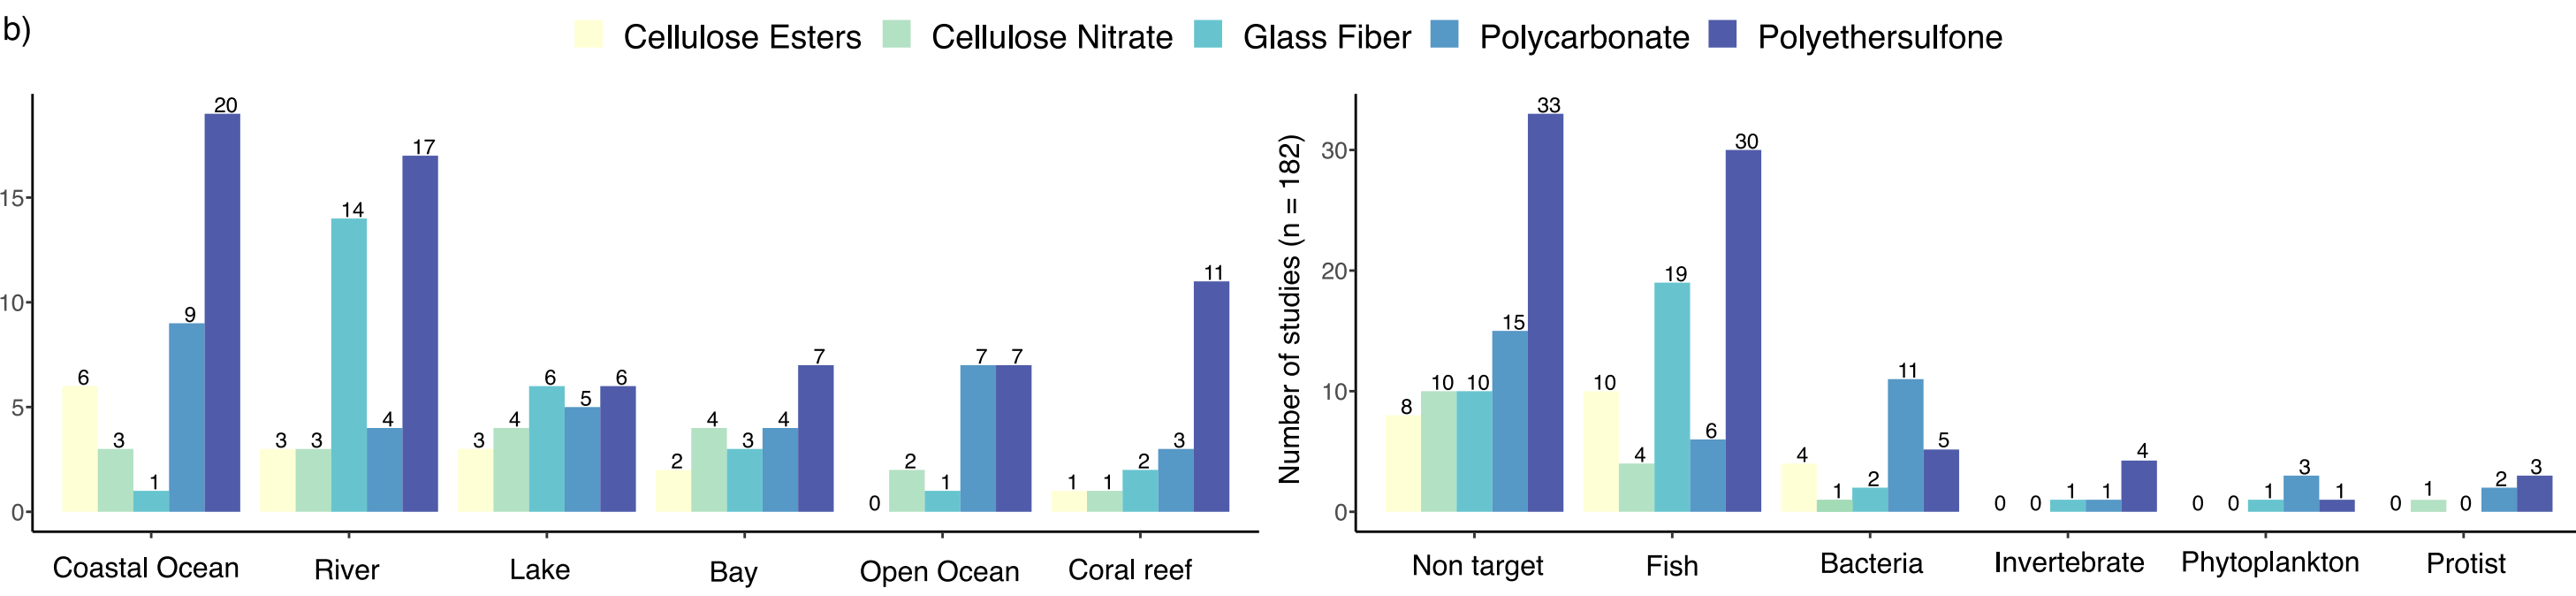 b)
Cellulose Esters Cellulose Nitrate Glass Fiber Polycarbonate Polyethersulfone
15
10
5
0
6 3 1 9 20
3 3 14 4 17
3 4 6 5 6
2 4 3 4 7
0 2 1 7 7
1 1 2 3 11
Coastal Ocean River Lake Bay Open Ocean Coral reef
Number of studies (n = 182)
30
20
10
0
8 10 10 15 33
10 4 19 6 30
4 1 2 11 5
0 0 1 1 4
0 0 1 3 1
0 1 0 2 3
Non target Fish Bacteria Invertebrate Phytoplankton Protist